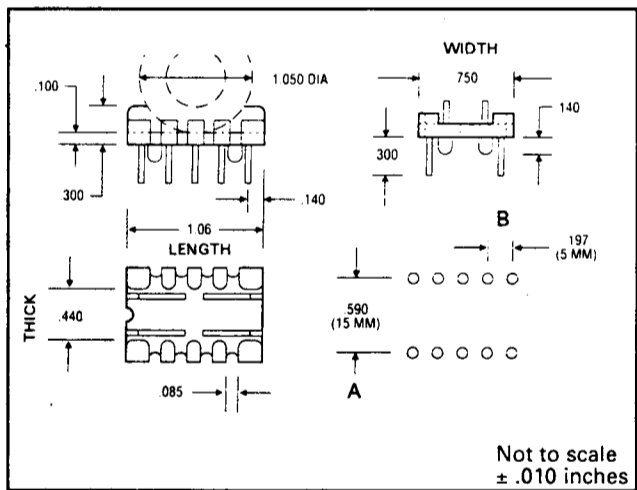 WIDTH
.100
1.050 DIA
750
140
300
.300
.140
1.06
LENGTH
B
.197
(5 MM)
THICK
.440
.590
(15 MM)
.085
A
Not to scale
± .010 inches